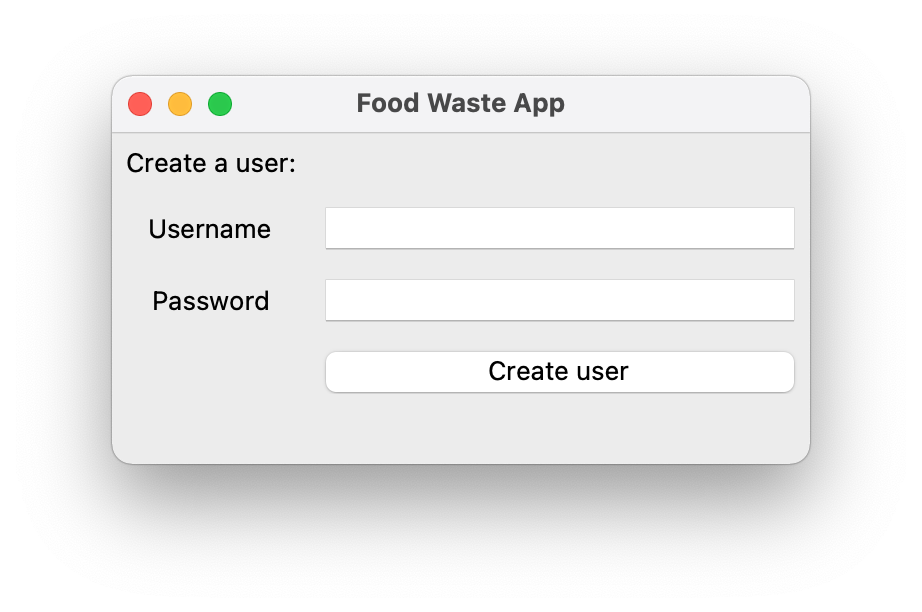 Food Waste App
Create a user:
Username
Password
Create user